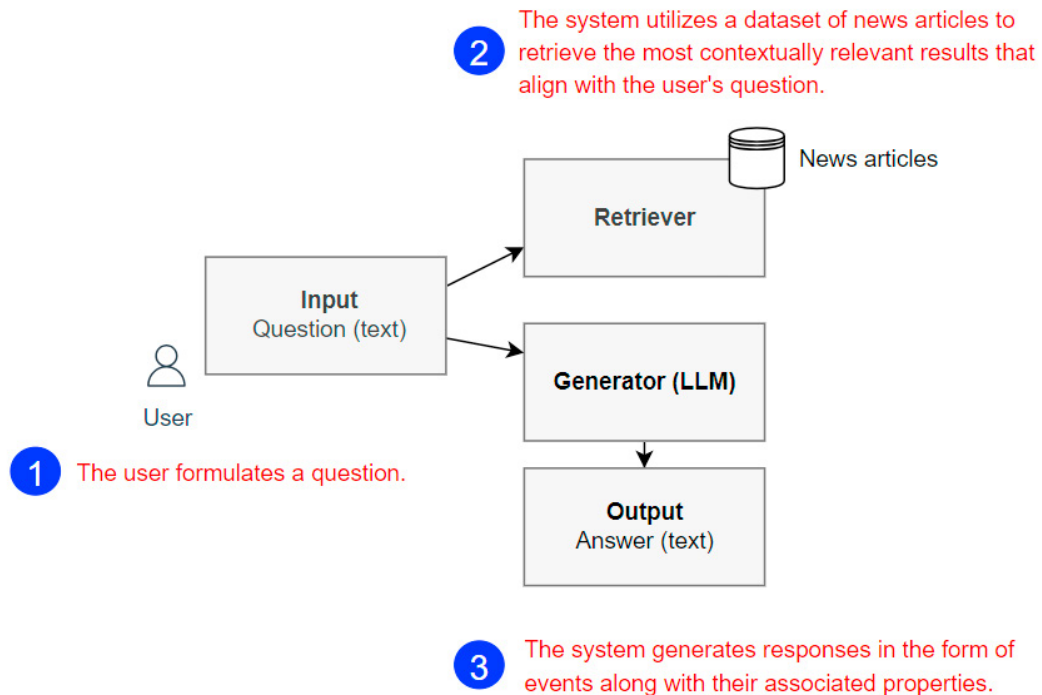 The system utilizes a dataset of news articles to
2
retrieve the most contextually relevant results that
align with the user's question.
News articles
Retriever
Input
Question (text)
Generator (LLM)
User
1
The user formulates a question.
Output
Answer (text)
3
The system generates responses in the form of
events along with their associated properties.